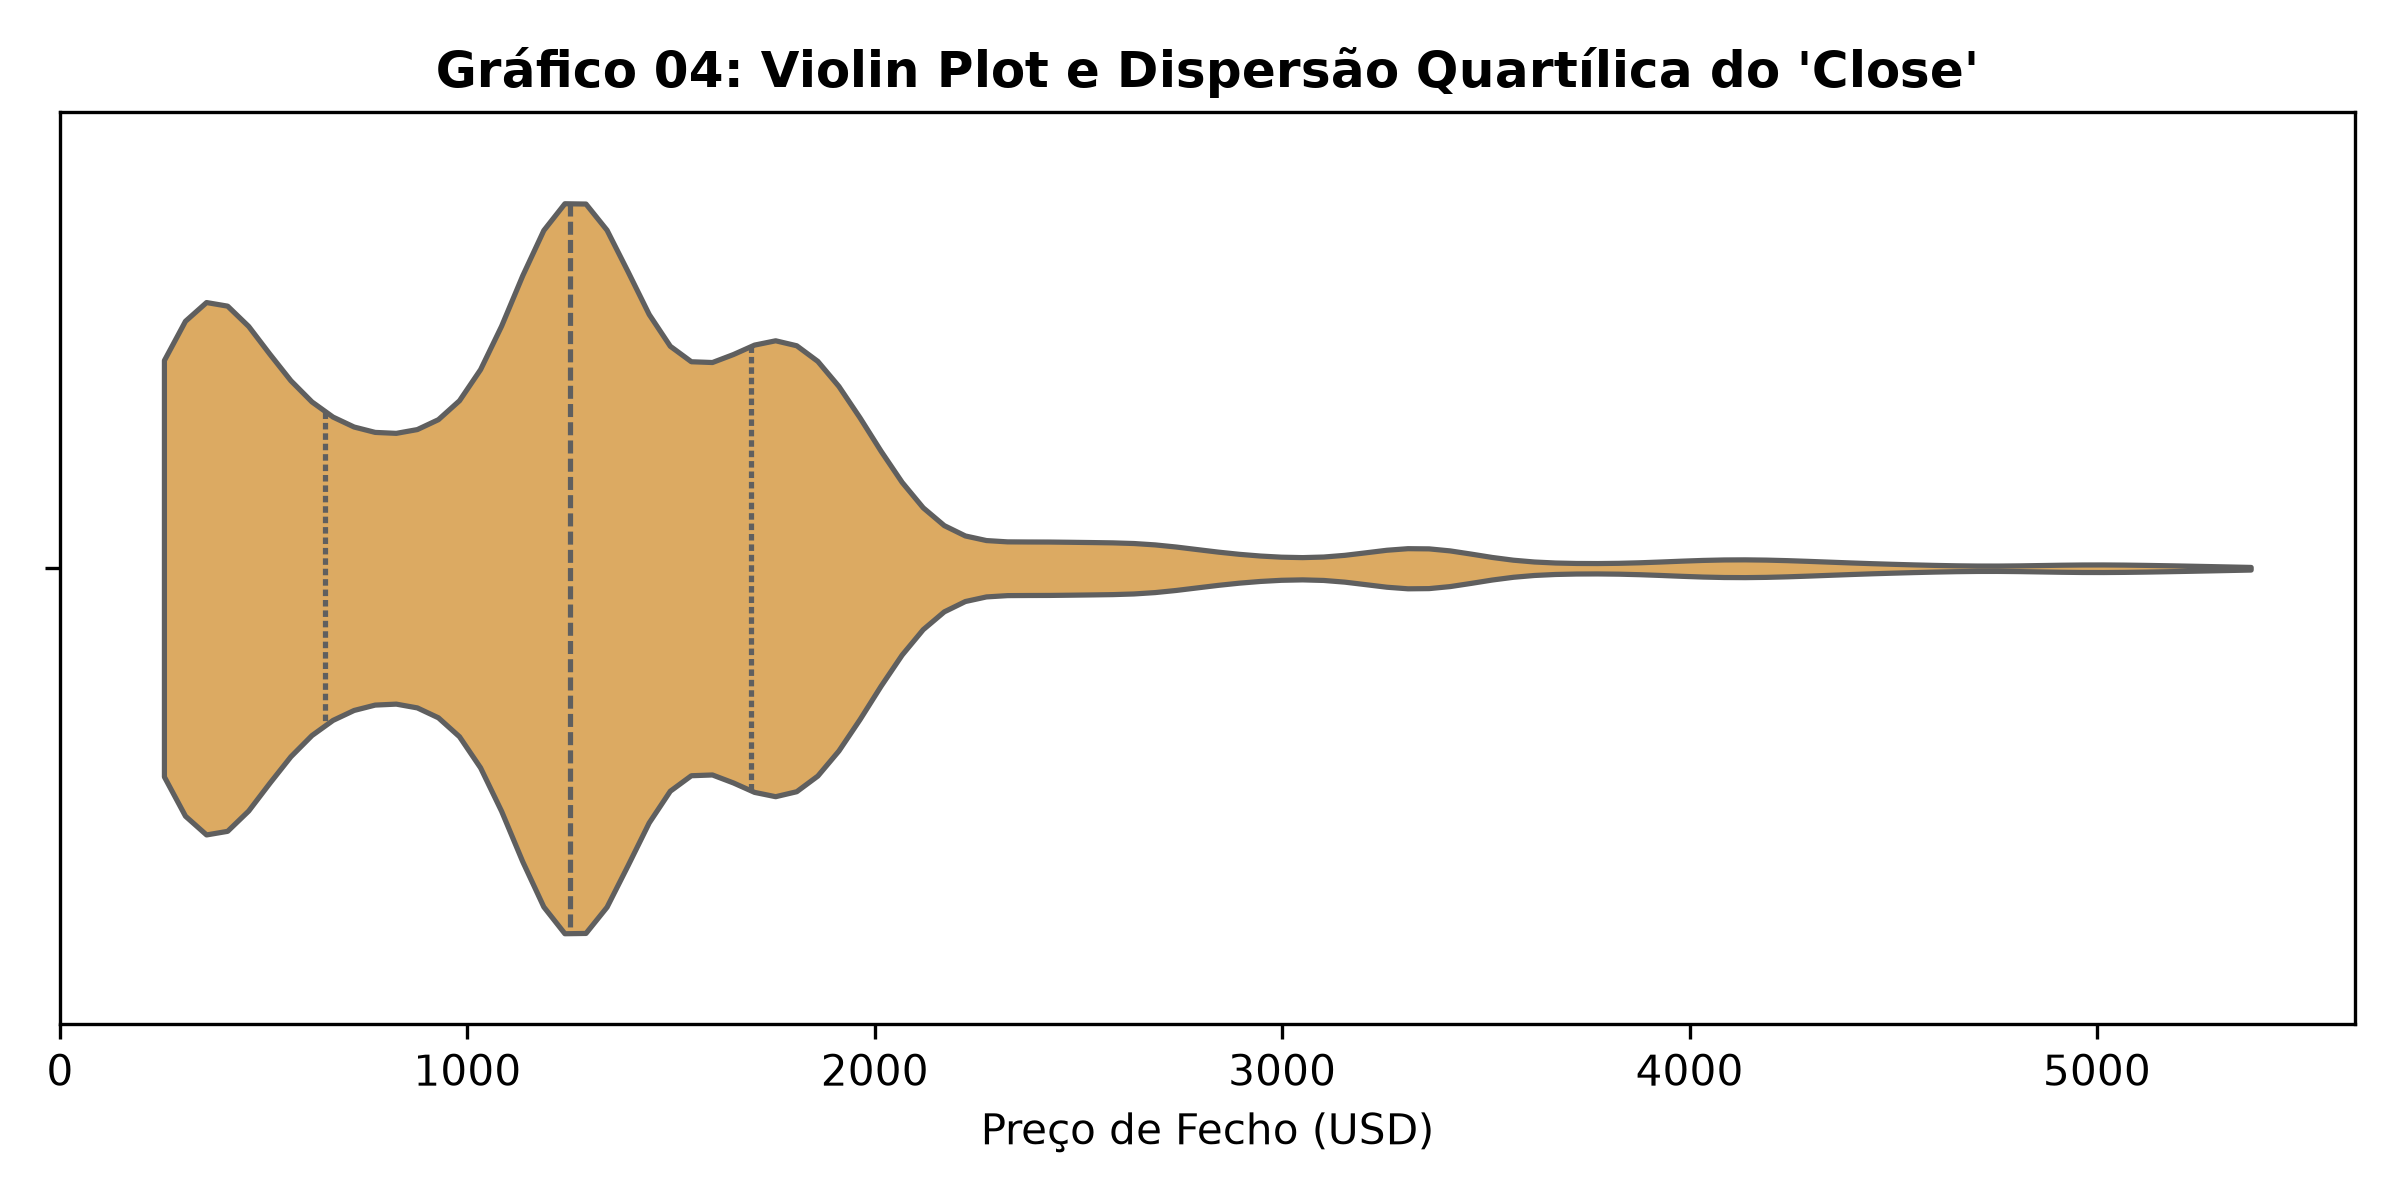 Gráfico 04: Violin Plot e Dispersão Quartílica do 'Close'
0 1000 2000 3000 4000 5000
Preço de Fecho (USD)